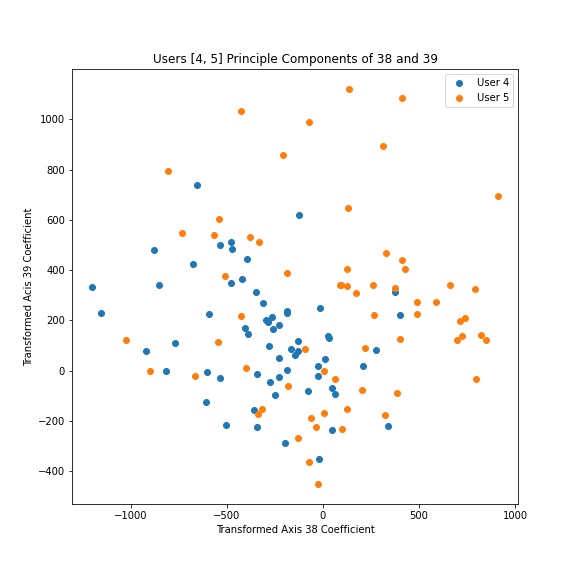 Users [4, 5] Principle Components of 38 and 39
User 4
User 5
1000
800
600
400
200
0
−200
−400
Transformed Acis 39 Coefficient
−1000
−500
0
500
1000
Transformed Axis 38 Coefficient